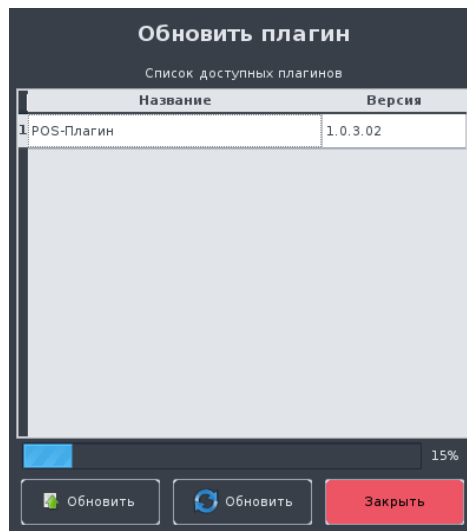 Обновить плагин
Список доступных плагинов
Название Версия
1 POS-Плагин 1.0.3.02
15%
Обновить Обновить Закрыть